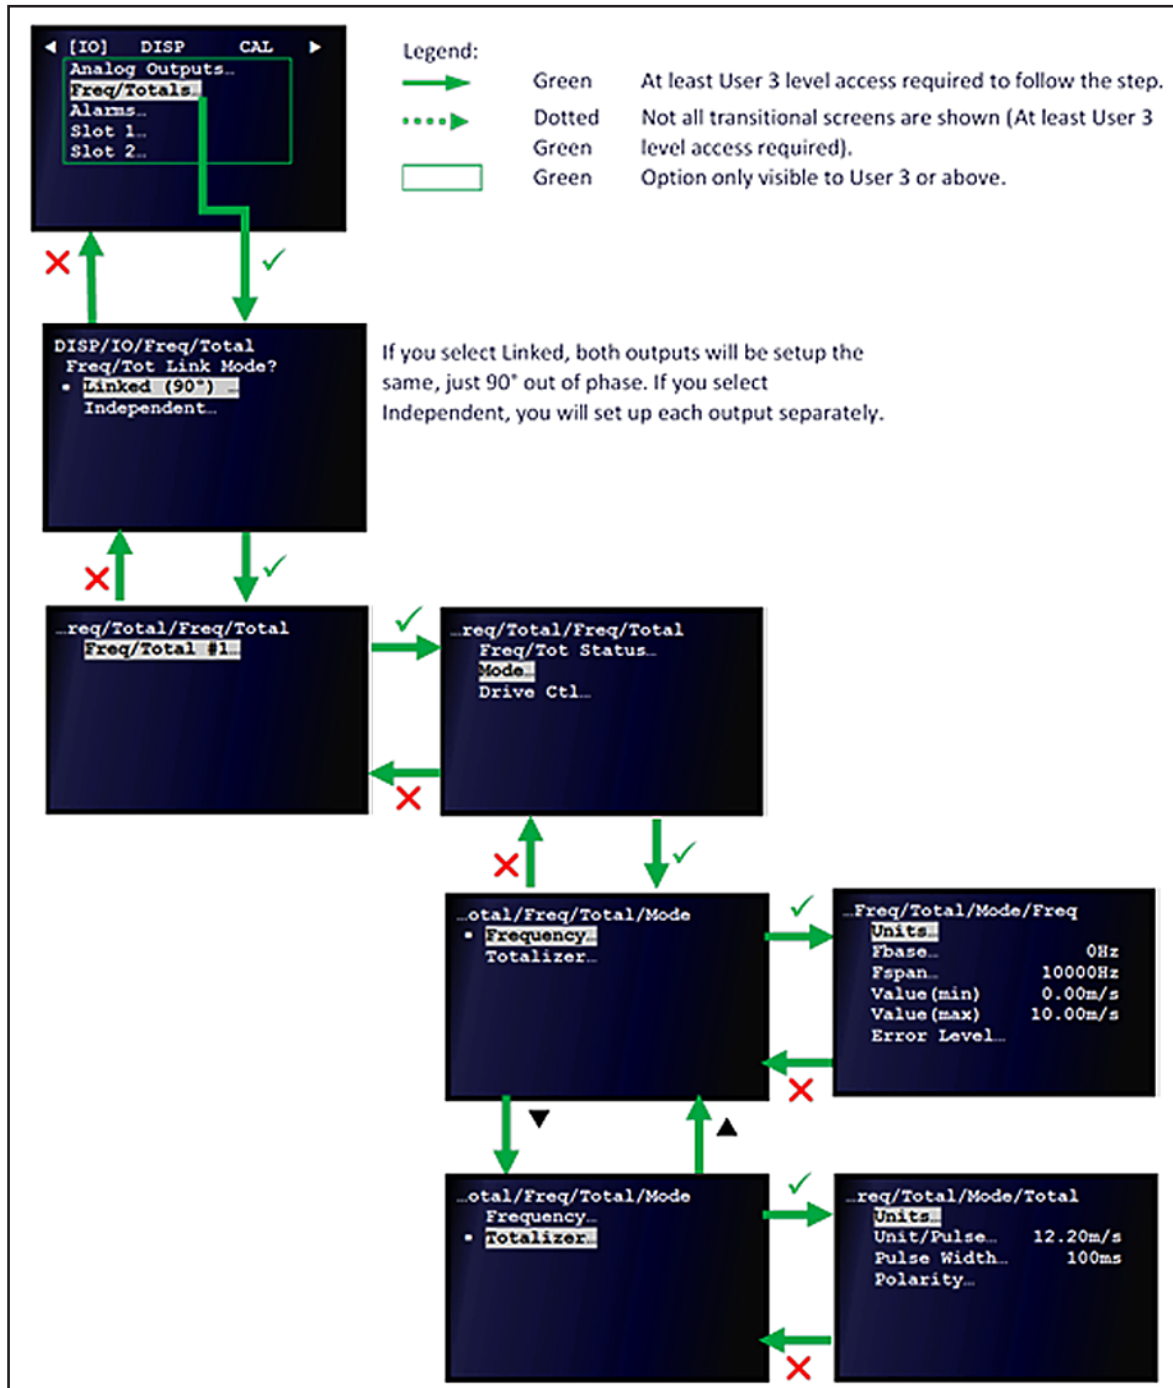 ◄ [IO] DISP CAL ►
Analog Outputs…
Freq/Totals…
Alarms…
Slot 1…
Slot 2…
Legend:
Green At least User 3 level access required to follow the step.
Dotted Green Not all transitional screens are shown (At least User 3 level access required).
Green Option only visible to User 3 or above.
DISP/IO/Freq/Total
Freq/Tot Link Mode?
▪ Linked (90°) …
Independent…
If you select Linked, both outputs will be setup the
same, just 90° out of phase. If you select
Independent, you will set up each output separately.
…req/Total/Freq/Total
Freq/Total #1…
…req/Total/Freq/Total
Freq/Tot Status…
Mode…
Drive Ctl…
…otal/Freq/Total/Mode
▪ Frequency…
Totalizer…
…Freq/Total/Mode/Freq
Units…
Fbase… 0Hz
Fspan… 10000Hz
Value(min) 0.00m/s
Value(max) 10.00m/s
Error Level…
…otal/Freq/Total/Mode
Frequency…
▪ Totalizer…
…req/Total/Mode/Total
Units…
Unit/Pulse… 12.20m/s
Pulse Width… 100ms
Polarity…